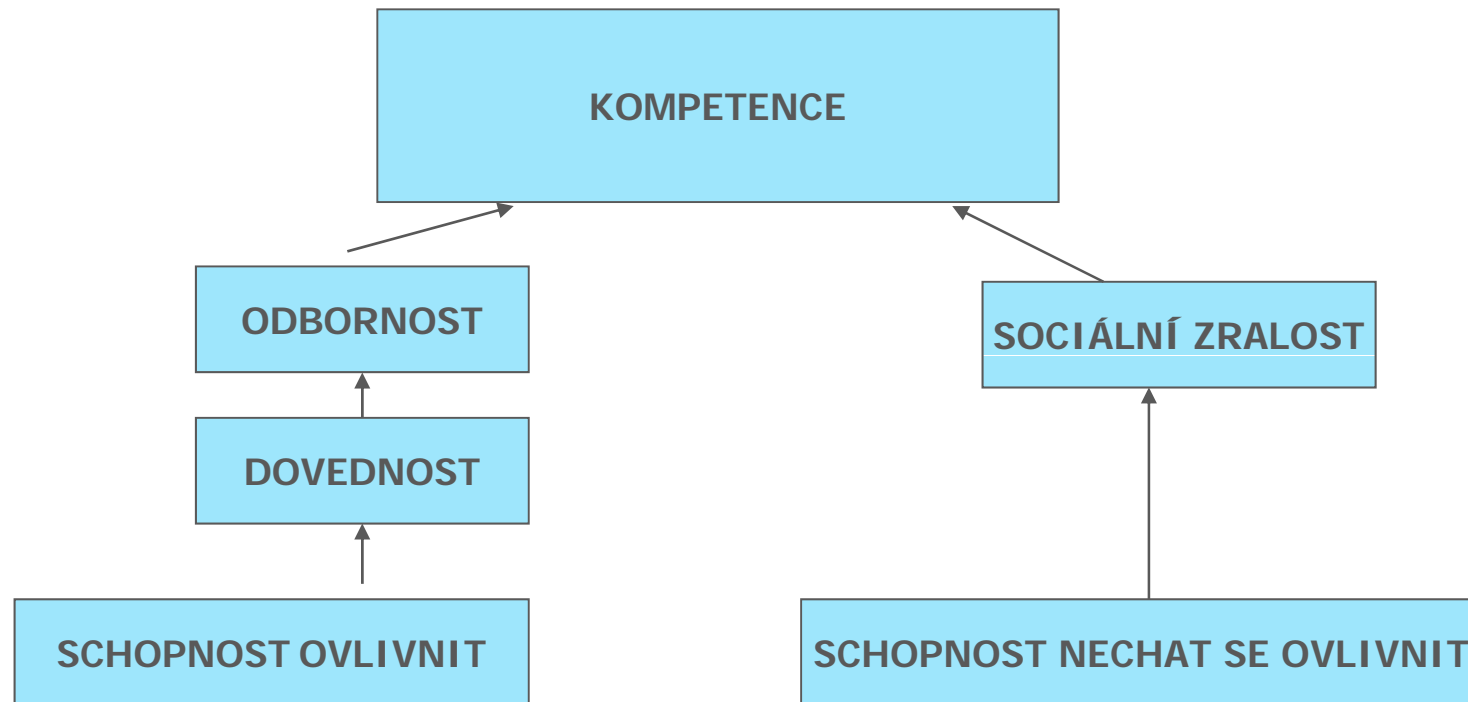 KOMPETENCE
ODBORNOST
SOCIÁLNÍ ZRALOST
DOVEDNOST
SCHOPNOST OVLIVNIT
SCHOPNOST NECHAT SE OVLIVNIT